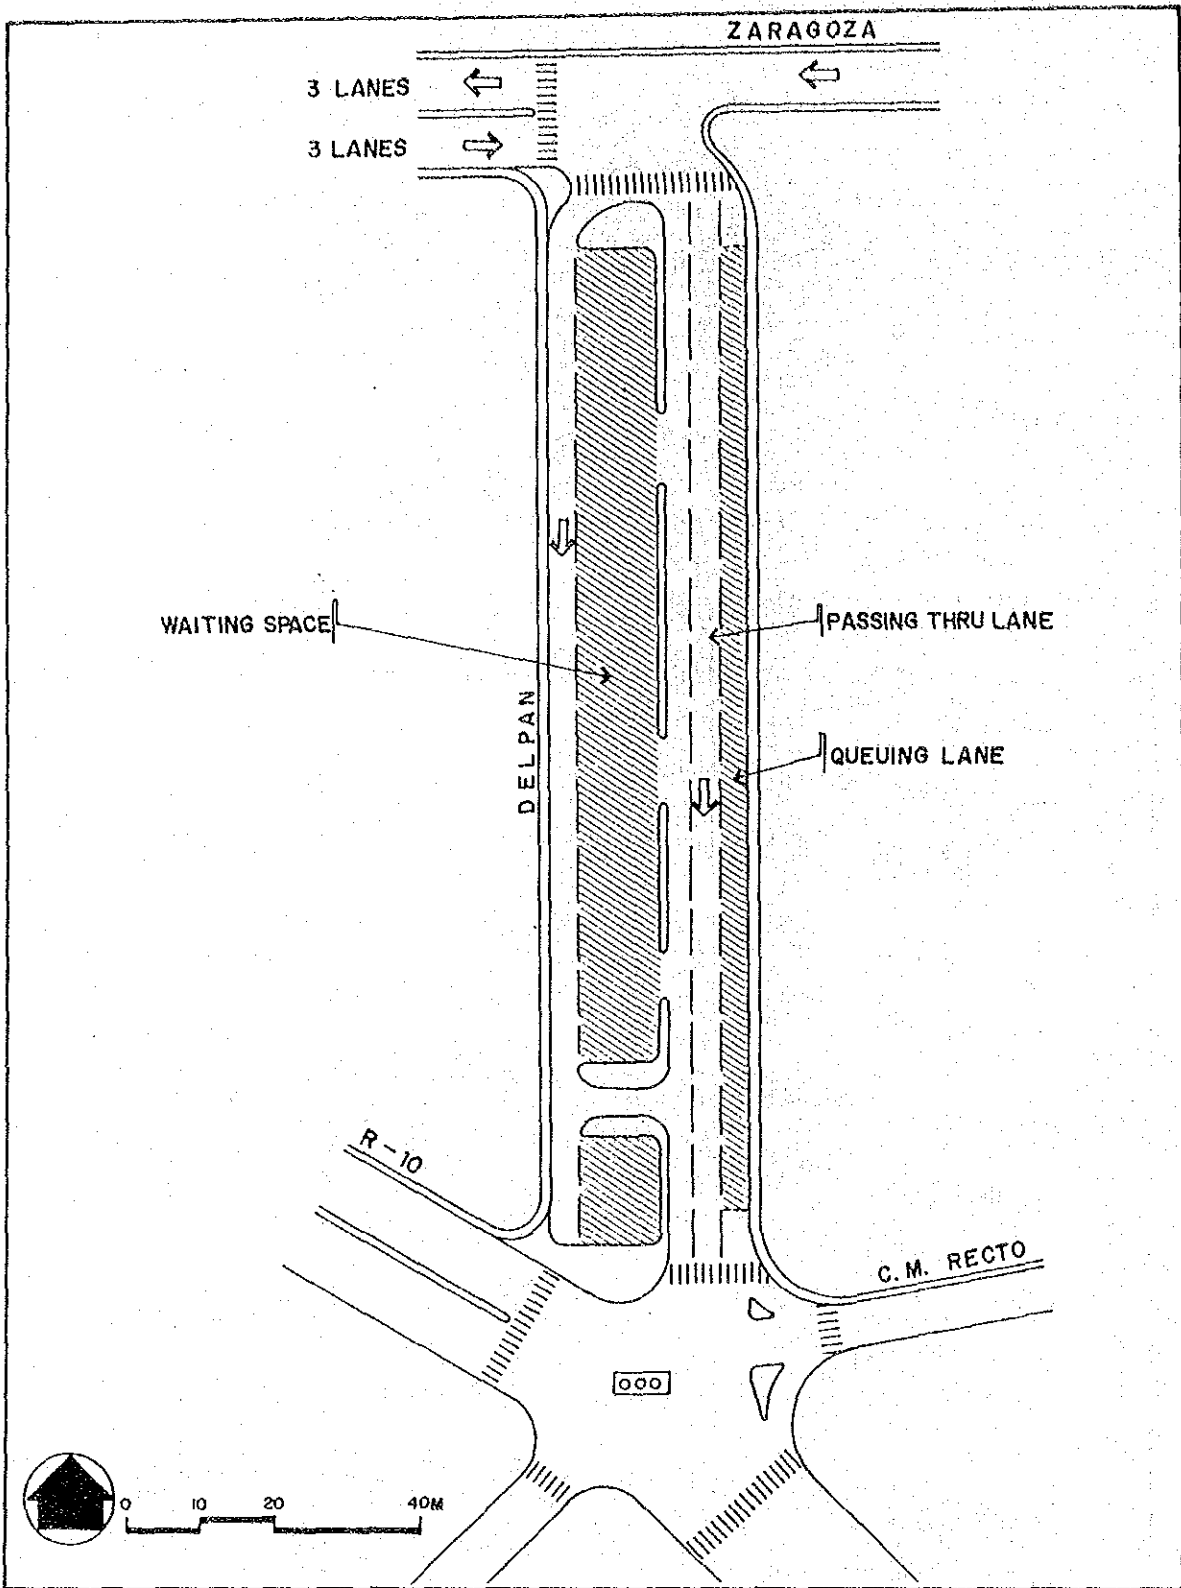 ZARAGOZA
3 LANES
3 LANES
WAITING SPACE
PASSING THRU LANE
DELPAN
QUEUING LANE
R-10
C.M. RECTO
0 10 20 40M